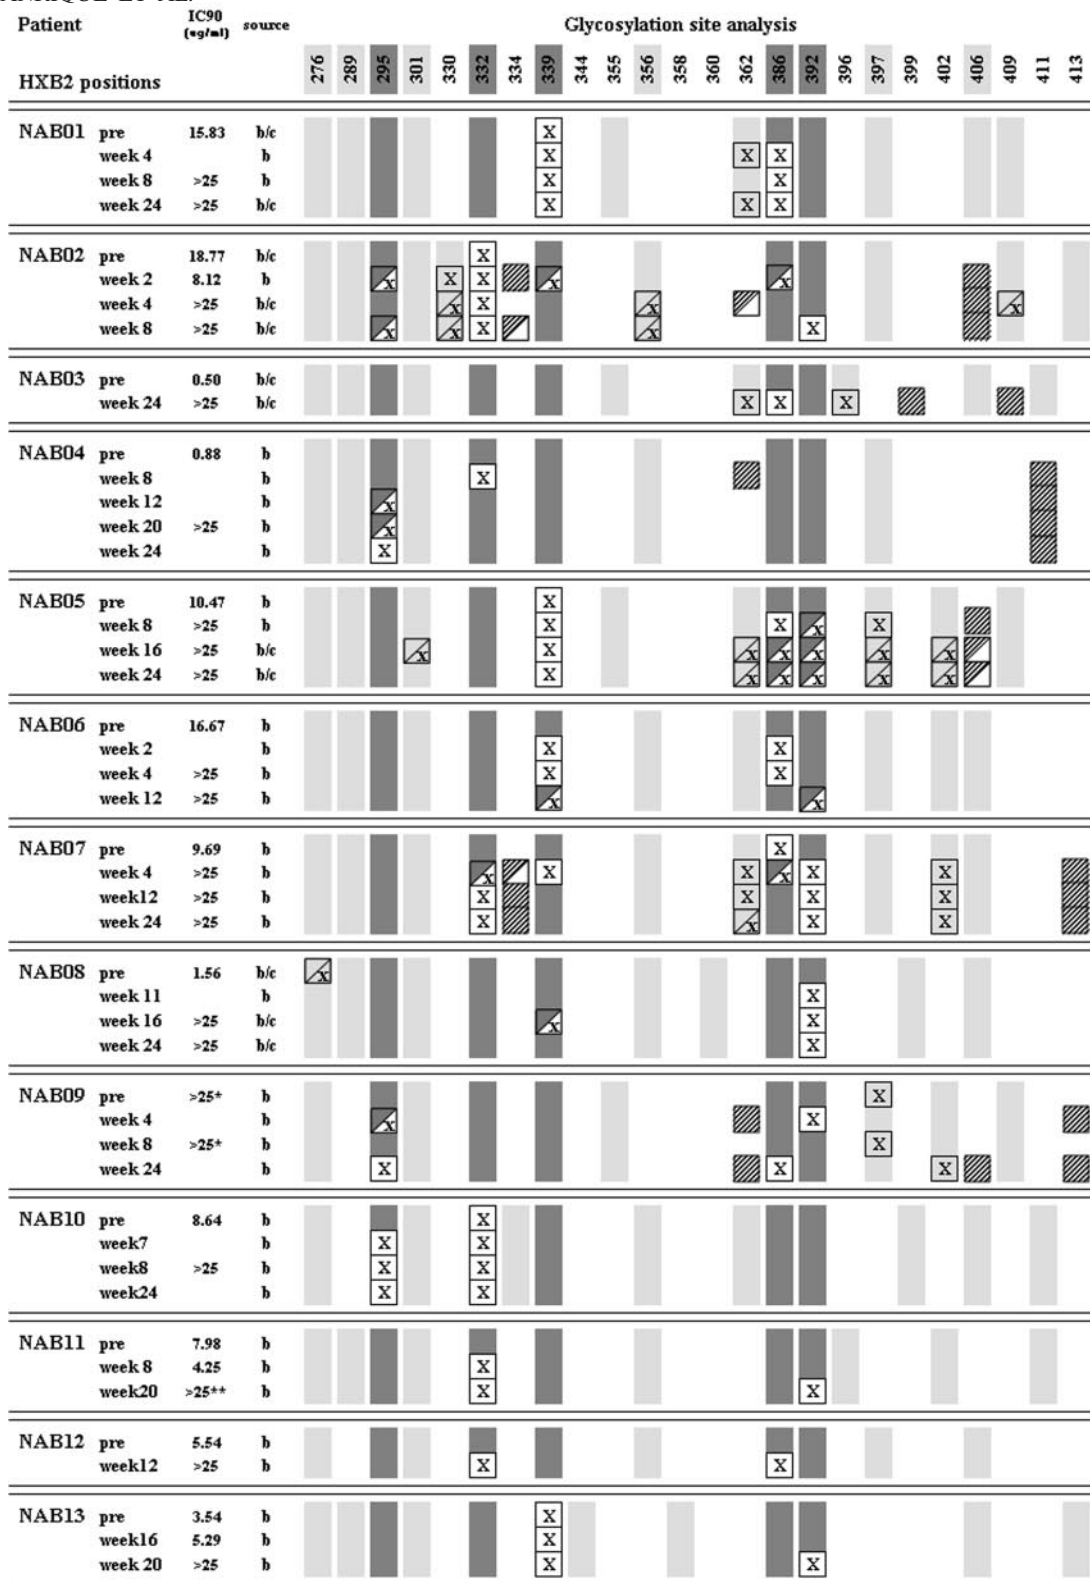 Patient IC90 (ug/ml) source Glycosylation site analysis
HXB2 positions 276 289 295 301 330 332 334 339 344 355 356 358 360 362 386 392 396 397 399 402 406 409 411 413
NAB01 pre 15.83 b/c X
week 4 b X X X
week 8 >25 b X X
week 24 >25 b/c X X X
NAB02 pre 18.77 b/c X
week 2 8.12 b x X X x x
week 4 >25 b/c x X x x
week 8 >25 b/c x x X x X
NAB03 pre 0.50 b/c
week 24 >25 b/c X X X
NAB04 pre 0.88 b
week 8 b X
week 12 b x
week 20 >25 b x
week 24 b X
NAB05 pre 10.47 b X
week 8 >25 b X X x X
week 16 >25 b/c x X x x x x x
week 24 >25 b/c X x x x x x
NAB06 pre 16.67 b
week 2 b X X
week 4 >25 b X X
week 12 >25 b x x
NAB07 pre 9.69 b X
week 4 >25 b x X X x X X
week12 >25 b X X X X
week 24 >25 b X x X X
NAB08 pre 1.56 b/c x
week 11 b X
week 16 >25 b/c x X
week 24 >25 b/c X
NAB09 pre >25* b X
week 4 b x X
week 8 >25* b X
week 24 b X X X
NAB10 pre 8.64 b X
week7 b X X
week8 >25 b X X
week24 b X X
NAB11 pre 7.98 b
week 8 4.25 b X
week20 >25** b X X
NAB12 pre 5.54 b
week12 >25 b X X
NAB13 pre 3.54 b X
week16 5.29 b X
week 20 >25 b X X